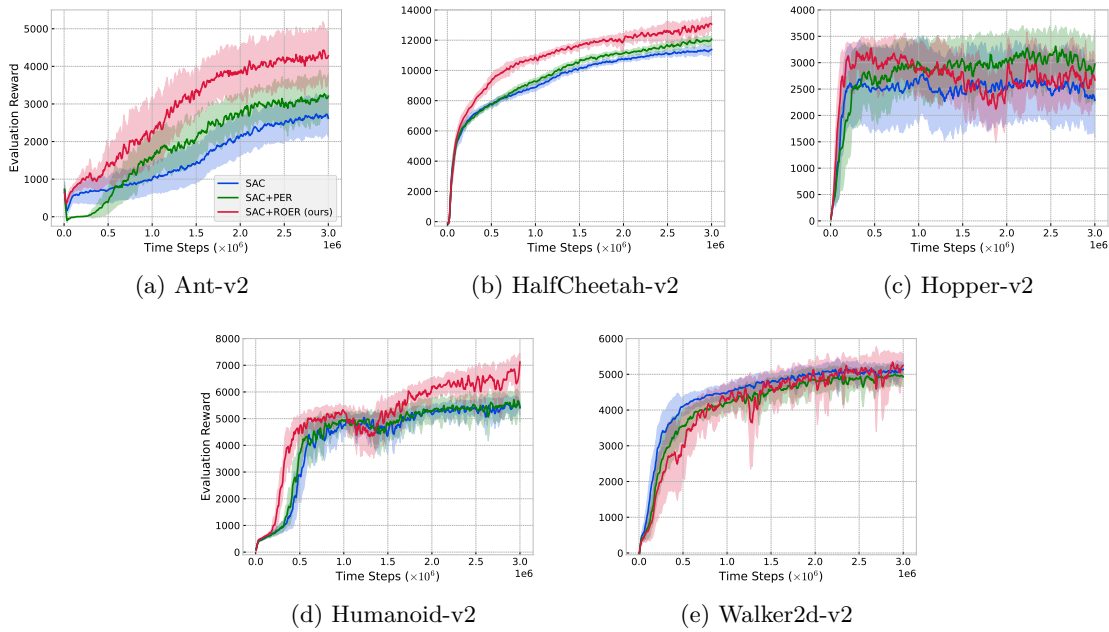 Evaluation Reward
5000
4000
3000
2000
1000
0
0.0 0.5 1.0 1.5 2.0 2.5 3.0
1e6
Time Steps (×10⁶)
SAC
SAC+PER
SAC+ROER (ours)
(a) Ant-v2
14000
12000
10000
8000
6000
4000
2000
0
0.0 0.5 1.0 1.5 2.0 2.5 3.0
1e6
Time Steps (×10⁶)
(b) HalfCheetah-v2
4000
3500
3000
2500
2000
1500
1000
500
0
0.0 0.5 1.0 1.5 2.0 2.5 3.0
1e6
Time Steps (×10⁶)
(c) Hopper-v2
Evaluation Reward
8000
7000
6000
5000
4000
3000
2000
1000
0
0.0 0.5 1.0 1.5 2.0 2.5 3.0
1e6
Time Steps (×10⁶)
(d) Humanoid-v2
6000
5000
4000
3000
2000
1000
0
0.0 0.5 1.0 1.5 2.0 2.5 3.0
1e6
Time Steps (×10⁶)
(e) Walker2d-v2